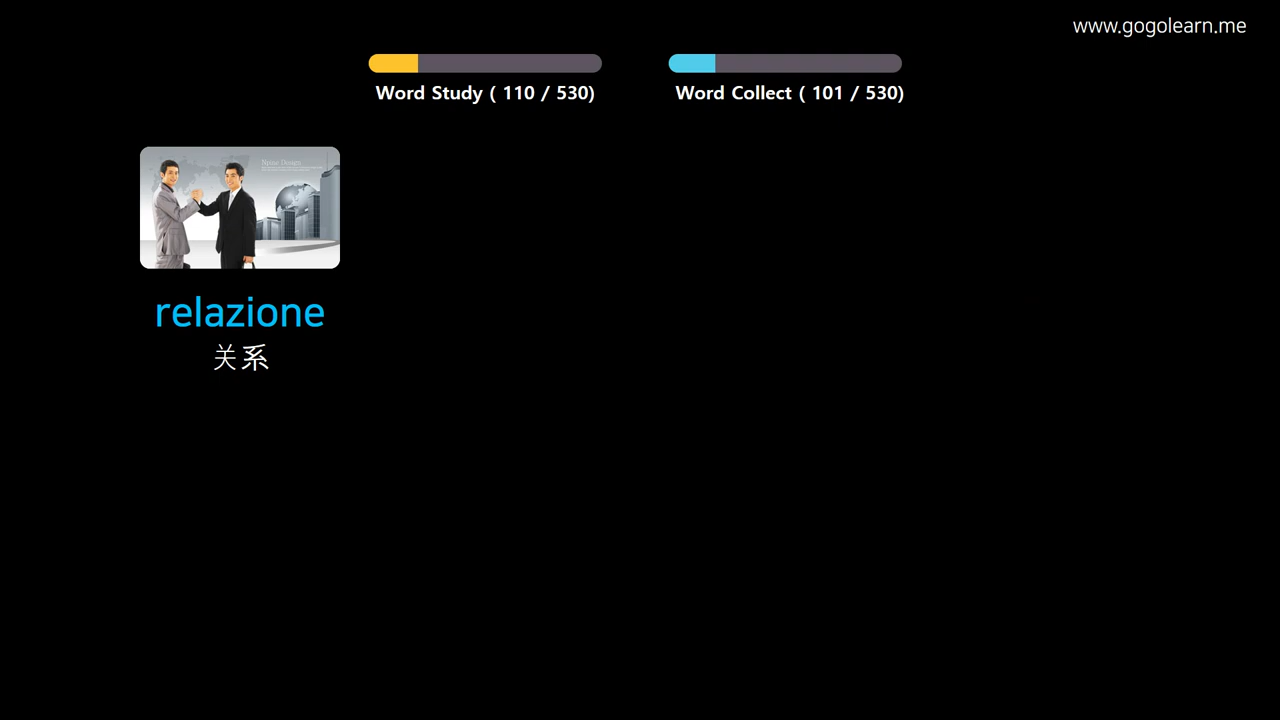 www.gogolearn.me
Word Study ( 110 / 530)
Word Collect ( 101 / 530)
relazione
关系